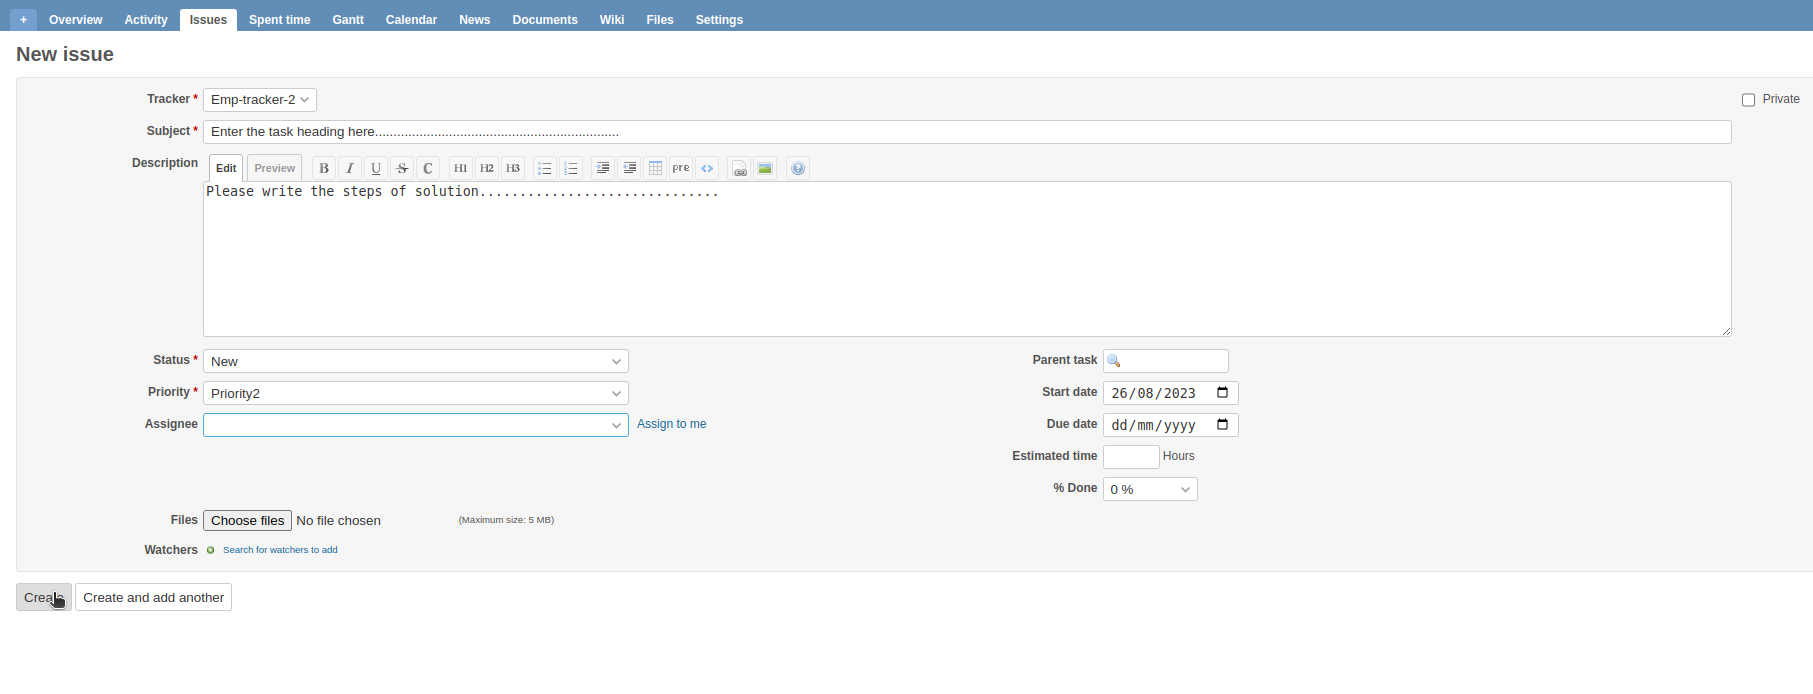 + Overview Activity Issues Spent time Gantt Calendar News Documents Wiki Files Settings
New issue
Tracker * Emp-tracker-2 Private
Subject * Enter the task heading here..................................................................
Description Edit Preview B I U S C H1 H2 H3 pre <> ?
Please write the steps of solution..............................
Status * New Parent task
Priority * Priority2 Start date 26/08/2023
Assignee Assign to me Due date dd/mm/yyyy
Estimated time Hours
% Done 0 %
Files Choose files No file chosen (Maximum size: 5 MB)
Watchers Search for watchers to add
Create and add another